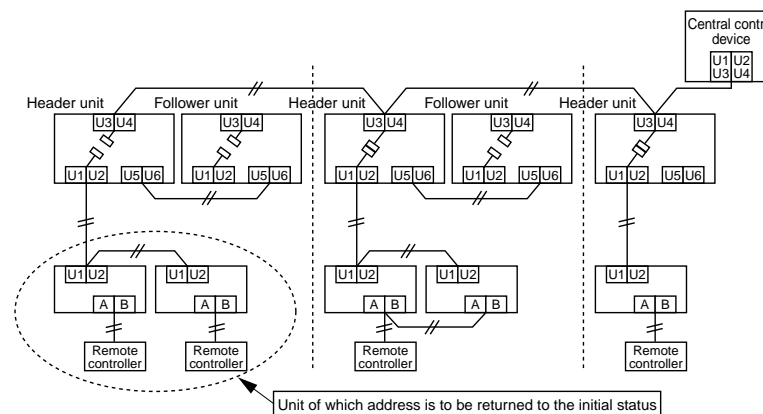 Central contr
device
U1 U2
U3 U4
Header unit Follower unit Header unit Follower unit Header unit
U3 U4 U3 U4 U3 U4 U3 U4 U3 U4
U1 U2 U5 U6 U1 U2 U5 U6 U1 U2 U5 U6 U1 U2 U5 U6 U1 U2 U5 U6
U1 U2 U1 U2 U1 U2 U1 U2 U1 U2
A B A B A B A B A B
Remote
controller
Remote
controller
Remote
controller
Remote
controller
Unit of which address is to be returned to the initial status